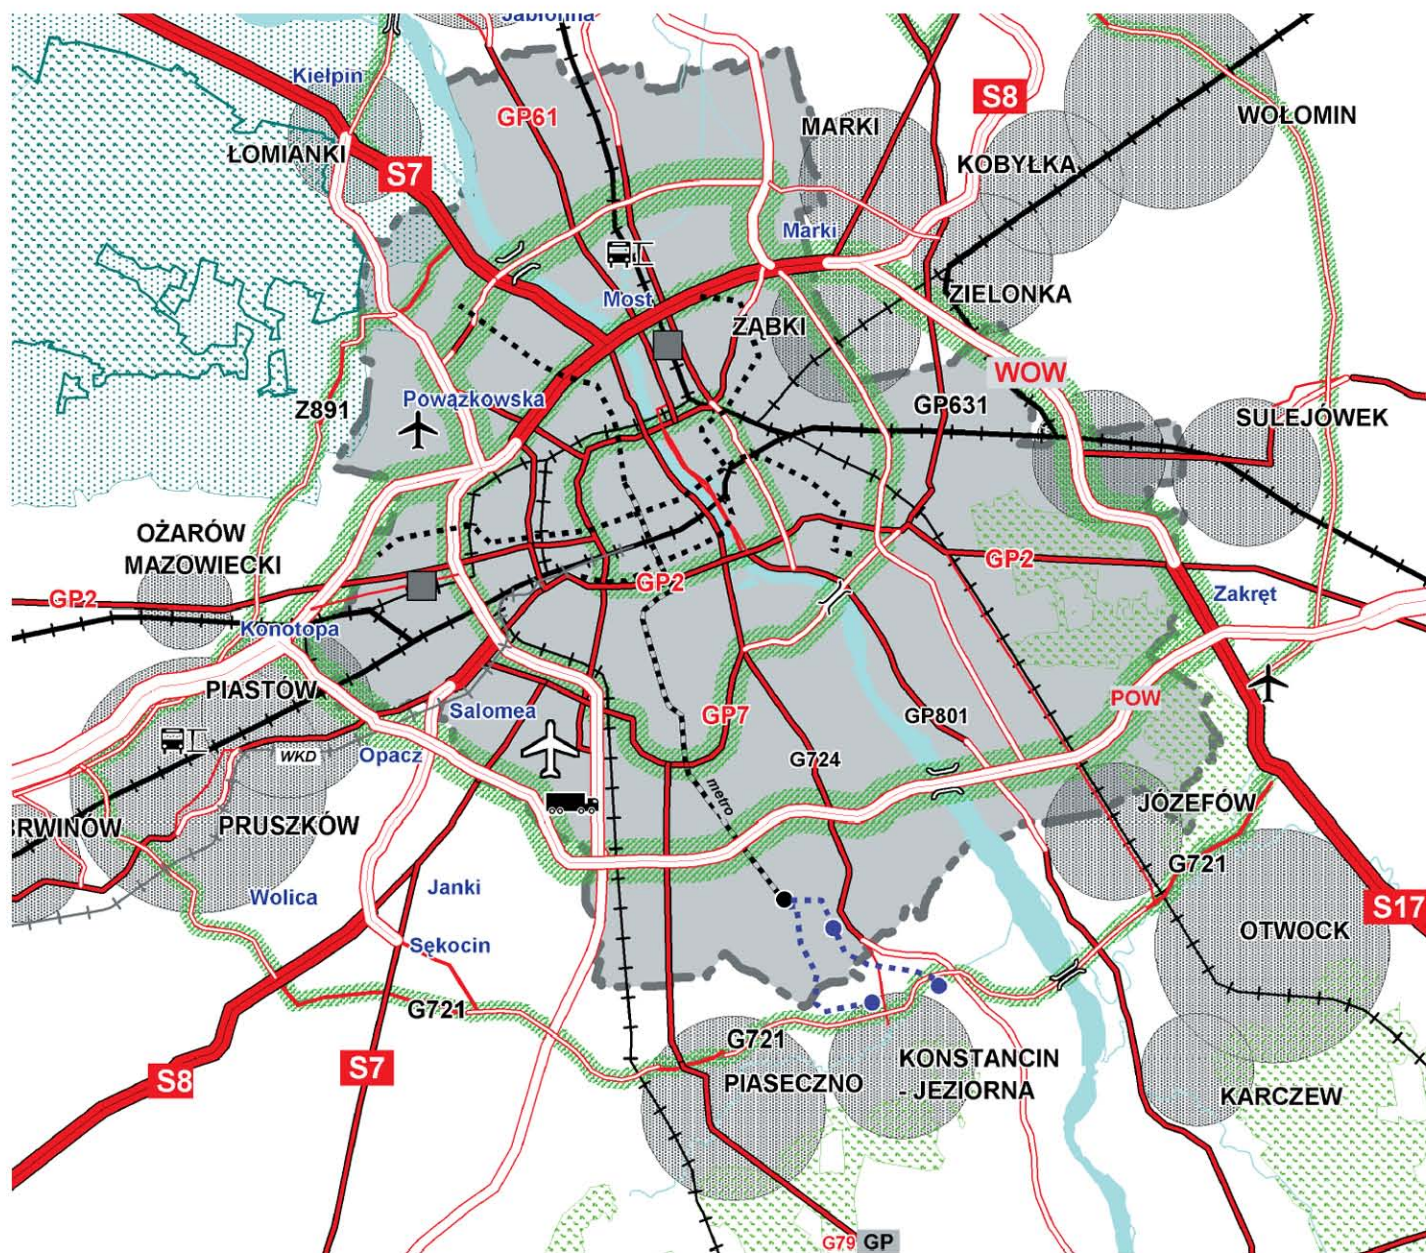 Jabłonna
Kiełpin
GP61
S8
WOŁOMIN
MARKI
ŁOMIANKI
S7
KOBYŁKA
Marki
ZIELONKA
Most
ZĄBKI
WOW
Powązkowska
Z891
GP631
SULEJÓWEK
OŻARÓW
MAZOWIECKI
GP2
GP2
GP2
Zakręt
Konotopa
PIASTÓW
Salomea
GP7
GP801
POW
Opacz
WKD
G724
metro
BRWINÓW
PRUSZKÓW
JÓZEFÓW
G721
Wolica
Janki
S17
OTWOCK
Sękocin
G721
G721
S8
S7
PIASECZNO
KONSTANCIN
- JEZIORNA
KARCZEW
G79
GP